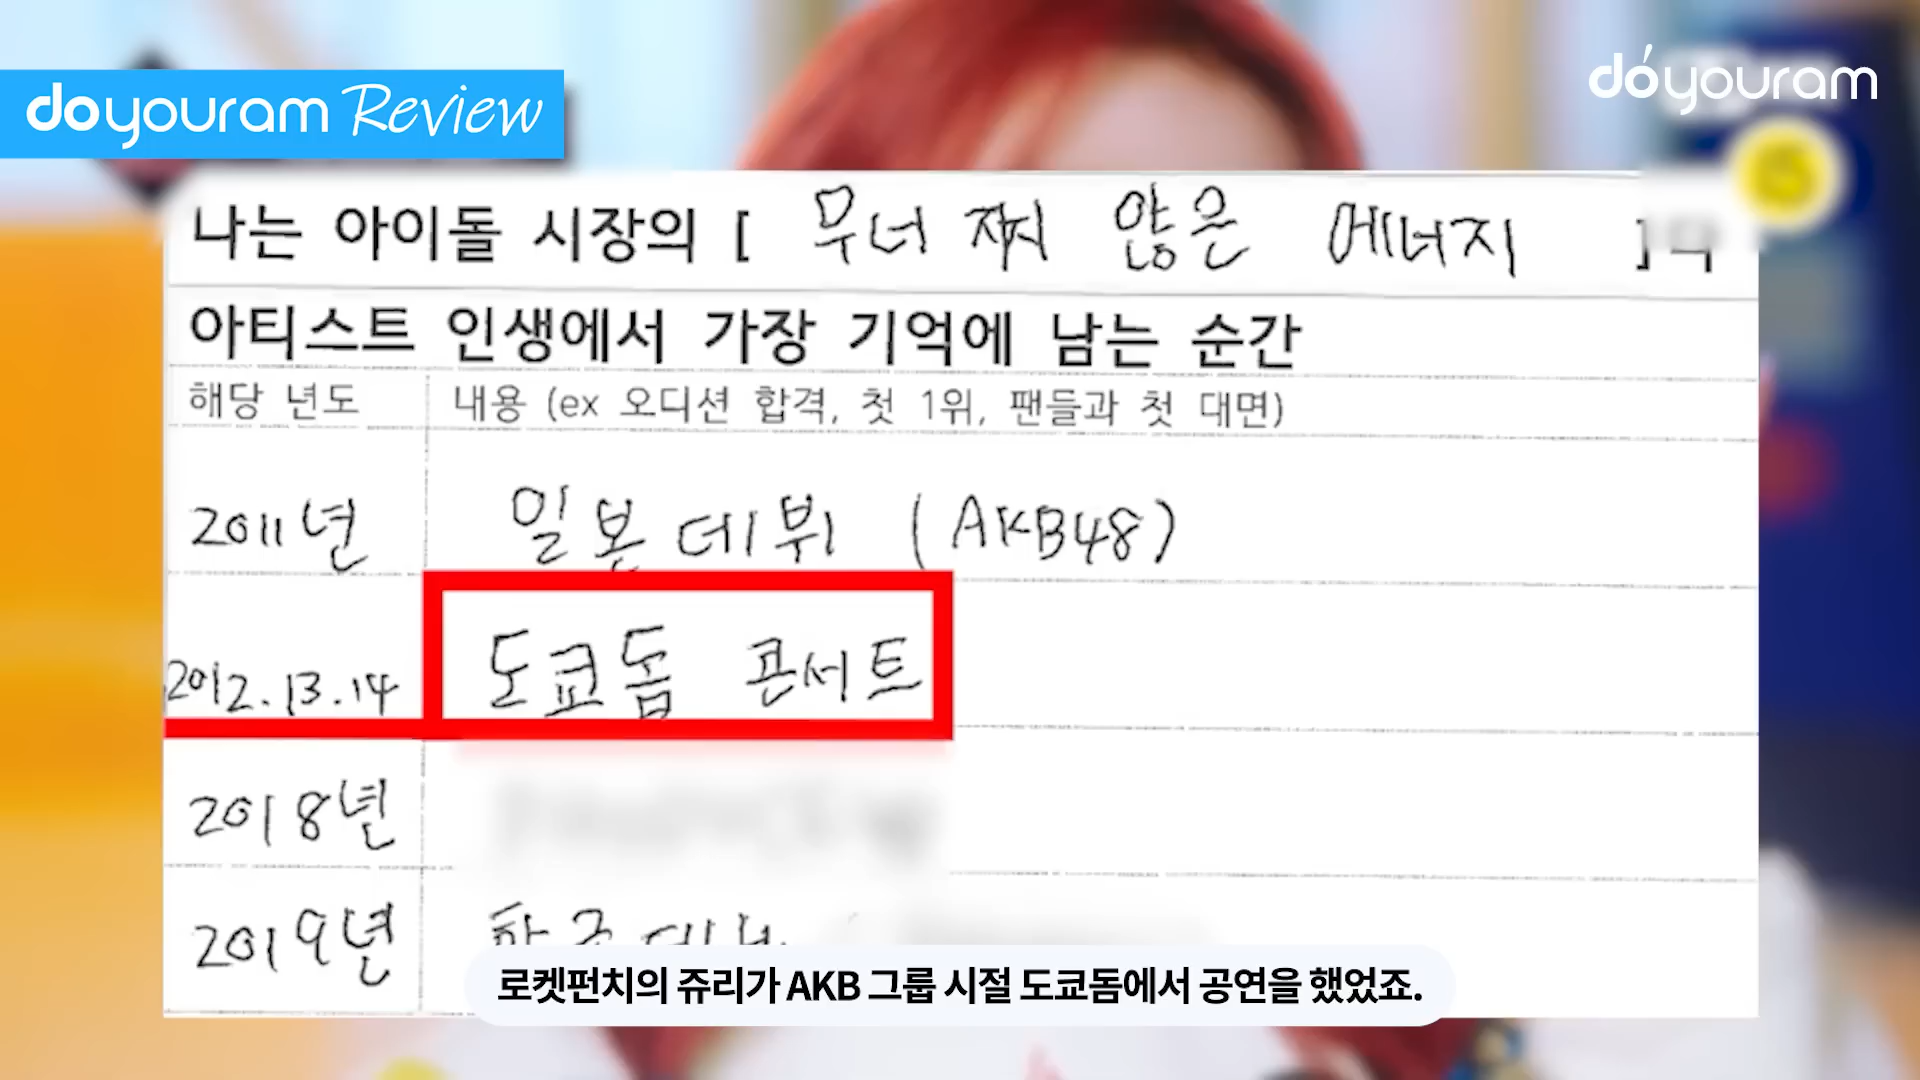 doyouram Review
doyouram
나는 아이돌 시장의 [ 무너찌 않은 에너지 ]
아티스트 인생에서 가장 기억에 남는 순간
해당 년도 내용 (ex 오디션 합격, 첫 1위, 팬들과 첫 대면)
2011년 일본 데뷔 (AKB48)
2012.13.14 도쿄돔 콘서트
2018년
2019년
로켓펀치의 쥬리가 AKB 그룹 시절 도쿄돔에서 공연을 했었죠.